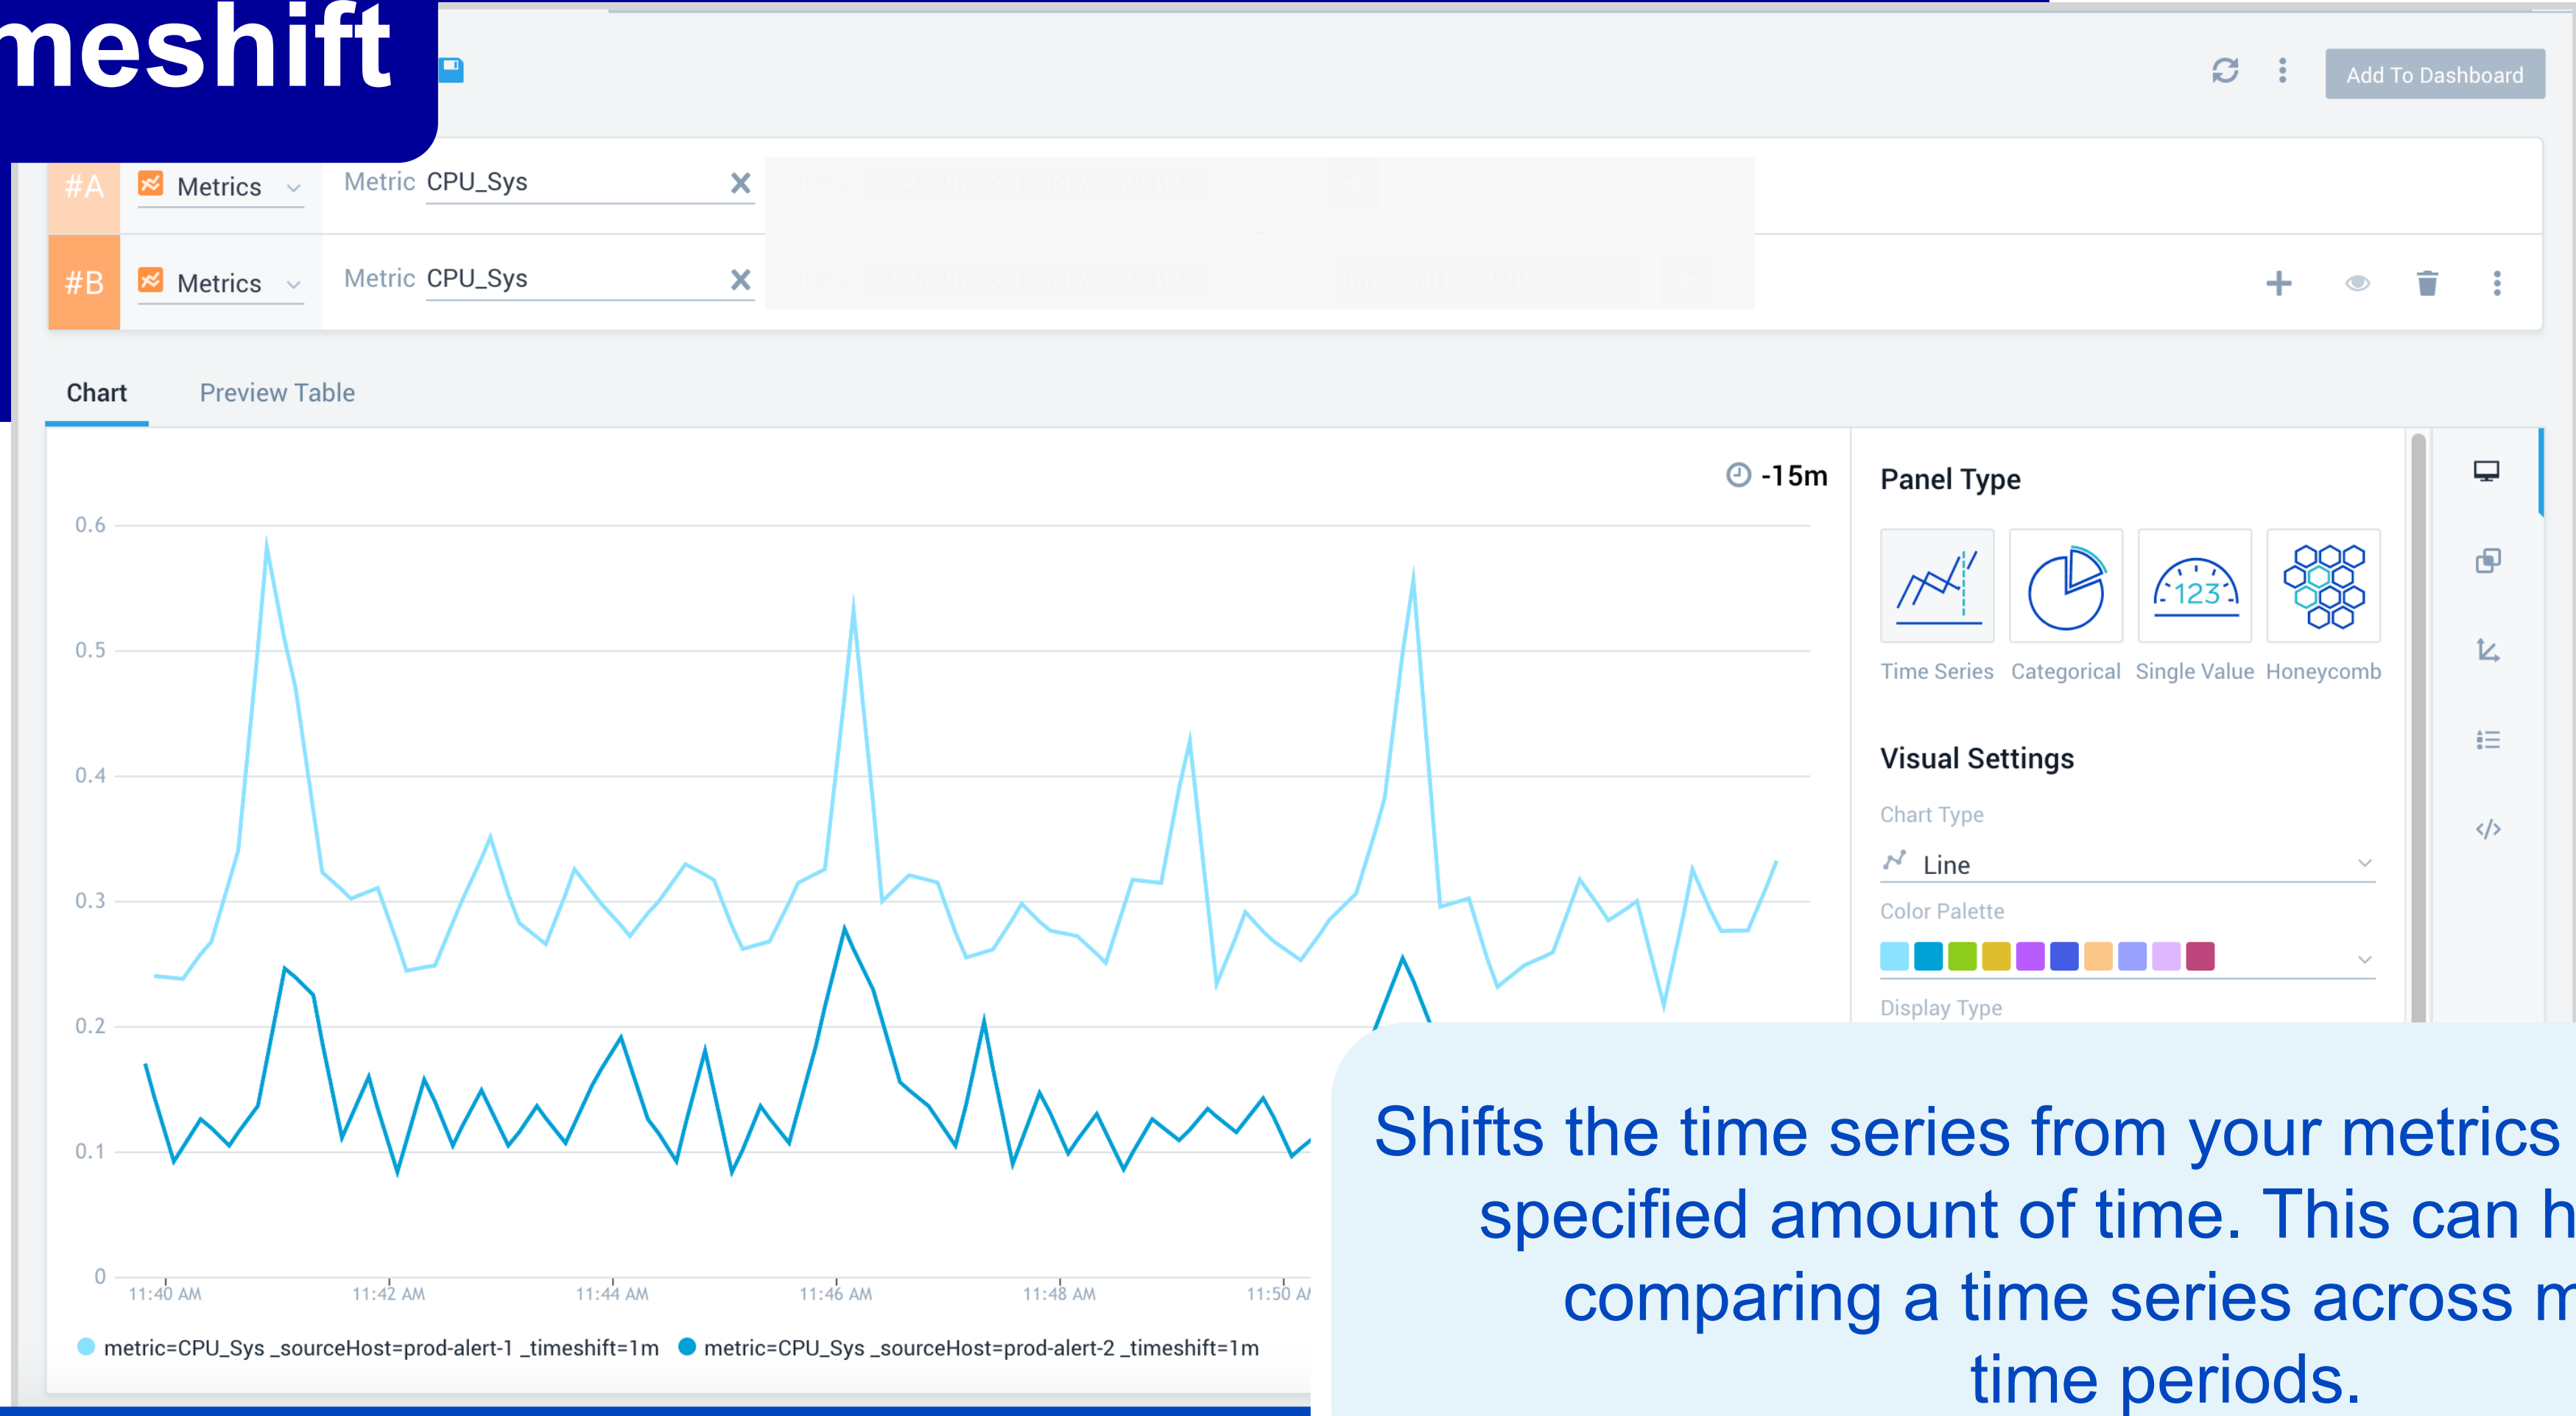 meshift
Add To Dashboard
#A Metrics Metric CPU_Sys
#B Metrics Metric CPU_Sys
Chart Preview Table
-15m
0.6
0.5
0.4
0.3
0.2
0.1
0
11:40 AM 11:42 AM 11:44 AM 11:46 AM 11:48 AM 11:50
metric=CPU_Sys _sourceHost=prod-alert-1 _timeshift=1m metric=CPU_Sys _sourceHost=prod-alert-2 _timeshift=1m
Panel Type
123
Time Series Categorical Single Value Honeycomb
Visual Settings
Chart Type
Line
Color Palette
Display Type
Shifts the time series from your metrics
specified amount of time. This can
comparing a time series across
time periods.